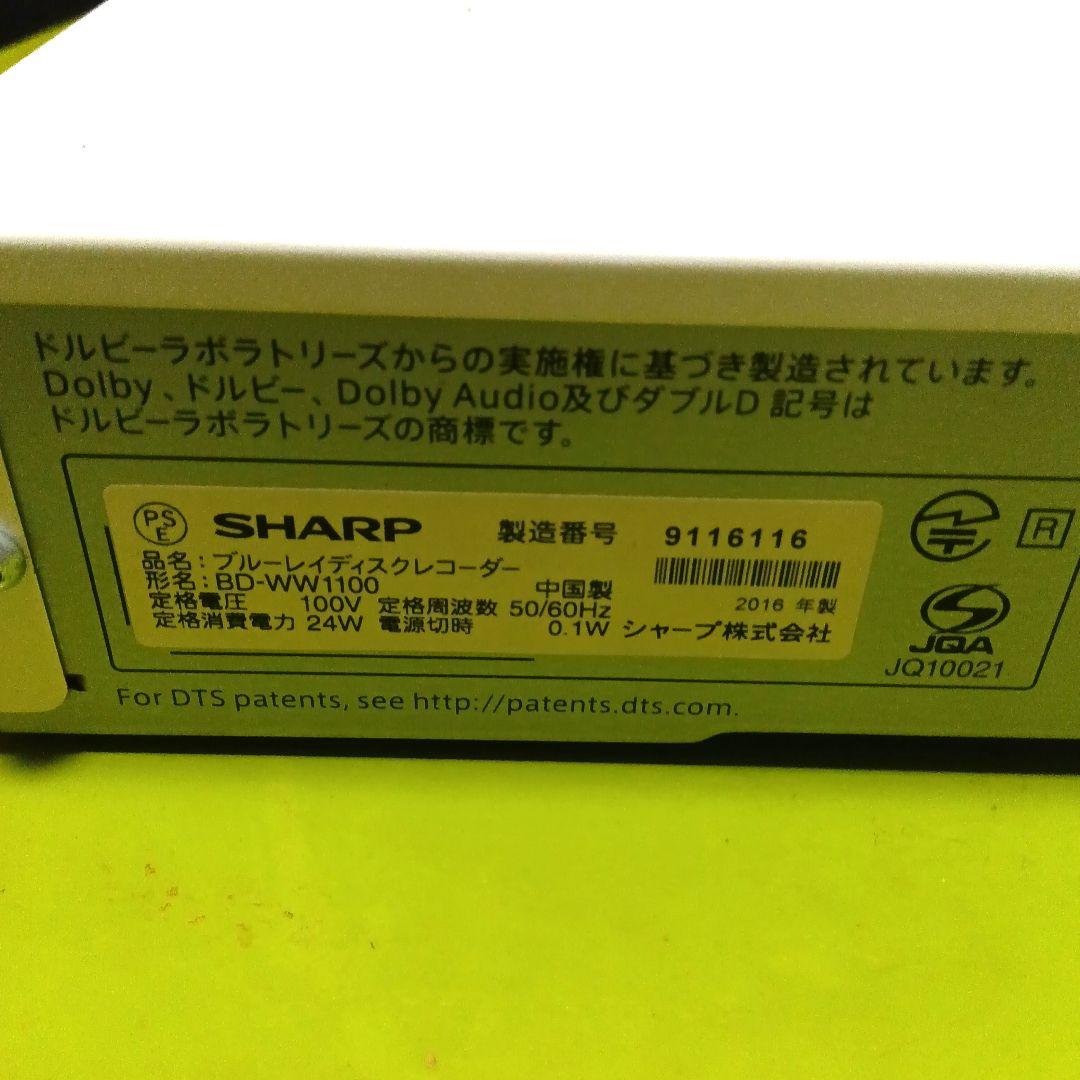 ドルビーラボラトリーズからの実施権に基づき製造されています。
Dolby、ドルビー、Dolby Audio及びダブルD 記号は
ドルビーラボラトリーズの商標です。
PSE SHARP 製造番号 9116116
品名：ブルーレイディスクレコーダー
形名：BD-WW1100 中国製
定格電圧 100V 定格周波数 50/60Hz 2016 年製
定格消費電力 24W 電源切時 0.1W シャープ株式会社
R
JQA
JQ10021
For DTS patents, see http://patents.dts.com.